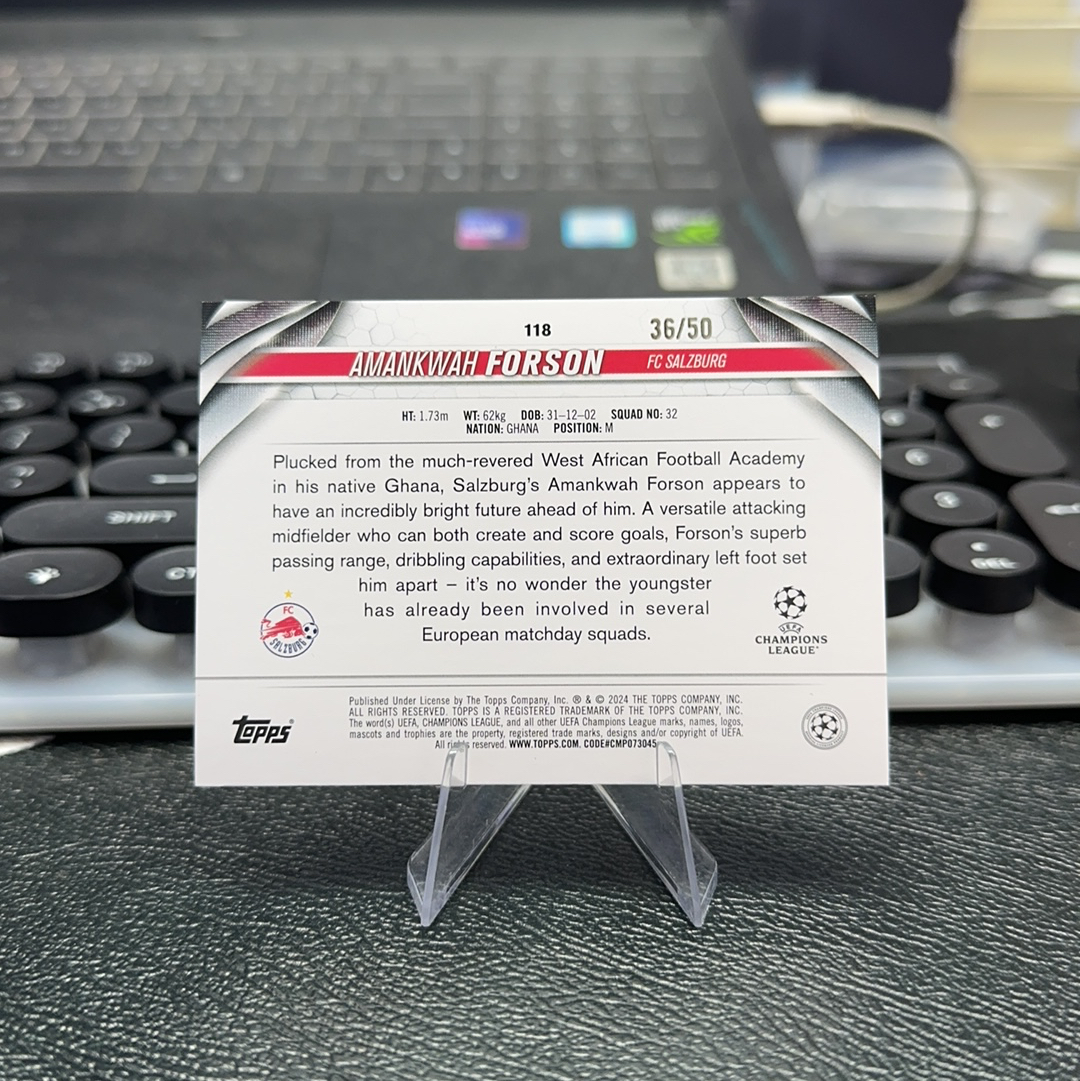 118
36/50
AMANKWAH FORSON FC SALZBURG
HT: 1.73m WT: 62kg DOB: 31-12-02 SQUAD NO: 32
NATION: GHANA POSITION: M
Plucked from the much-revered West African Football Academy
in his native Ghana, Salzburg's Amankwah Forson appears to
have an incredibly bright future ahead of him. A versatile attacking
midfielder who can both create and score goals, Forson's superb
passing range, dribbling capabilities, and extraordinary left foot set
him apart – it's no wonder the youngster
has already been involved in several
European matchday squads.
FC
SALZBURG
UEFA
CHAMPIONS
LEAGUE
Topps
Published Under License by The Topps Company, Inc. ® & © 2024 THE TOPPS COMPANY, INC.
ALL RIGHTS RESERVED. TOPPS IS A REGISTERED TRADEMARK OF THE TOPPS COMPANY, INC.
The word(s) UEFA, CHAMPIONS LEAGUE, and all other UEFA Champions League marks, names, logos,
mascots and trophies are the property, registered trade marks, designs and/or copyright of UEFA.
All rights reserved. WWW.TOPPS.COM. CODE#CMP073045
SHIFT
DEL